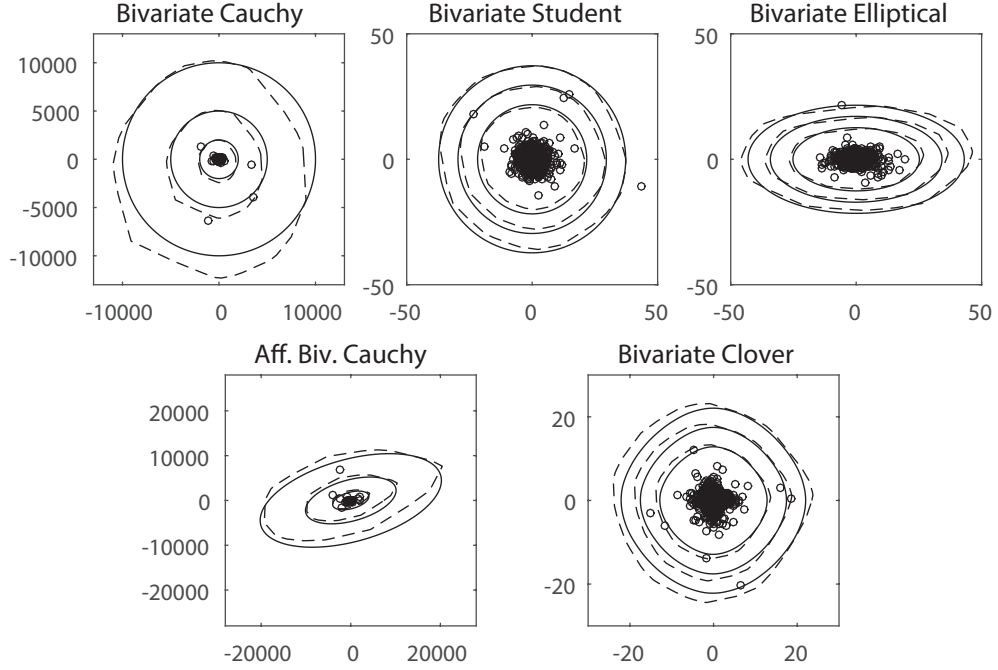 Bivariate Cauchy
10000
5000
0
-5000
-10000
-10000 0 10000
Bivariate Student
50
0
-50
-50 0 50
Bivariate Elliptical
50
0
-50
-50 0 50
Aff. Biv. Cauchy
20000
10000
0
-10000
-20000
-20000 0 20000
Bivariate Clover
20
0
-20
-20 0 20